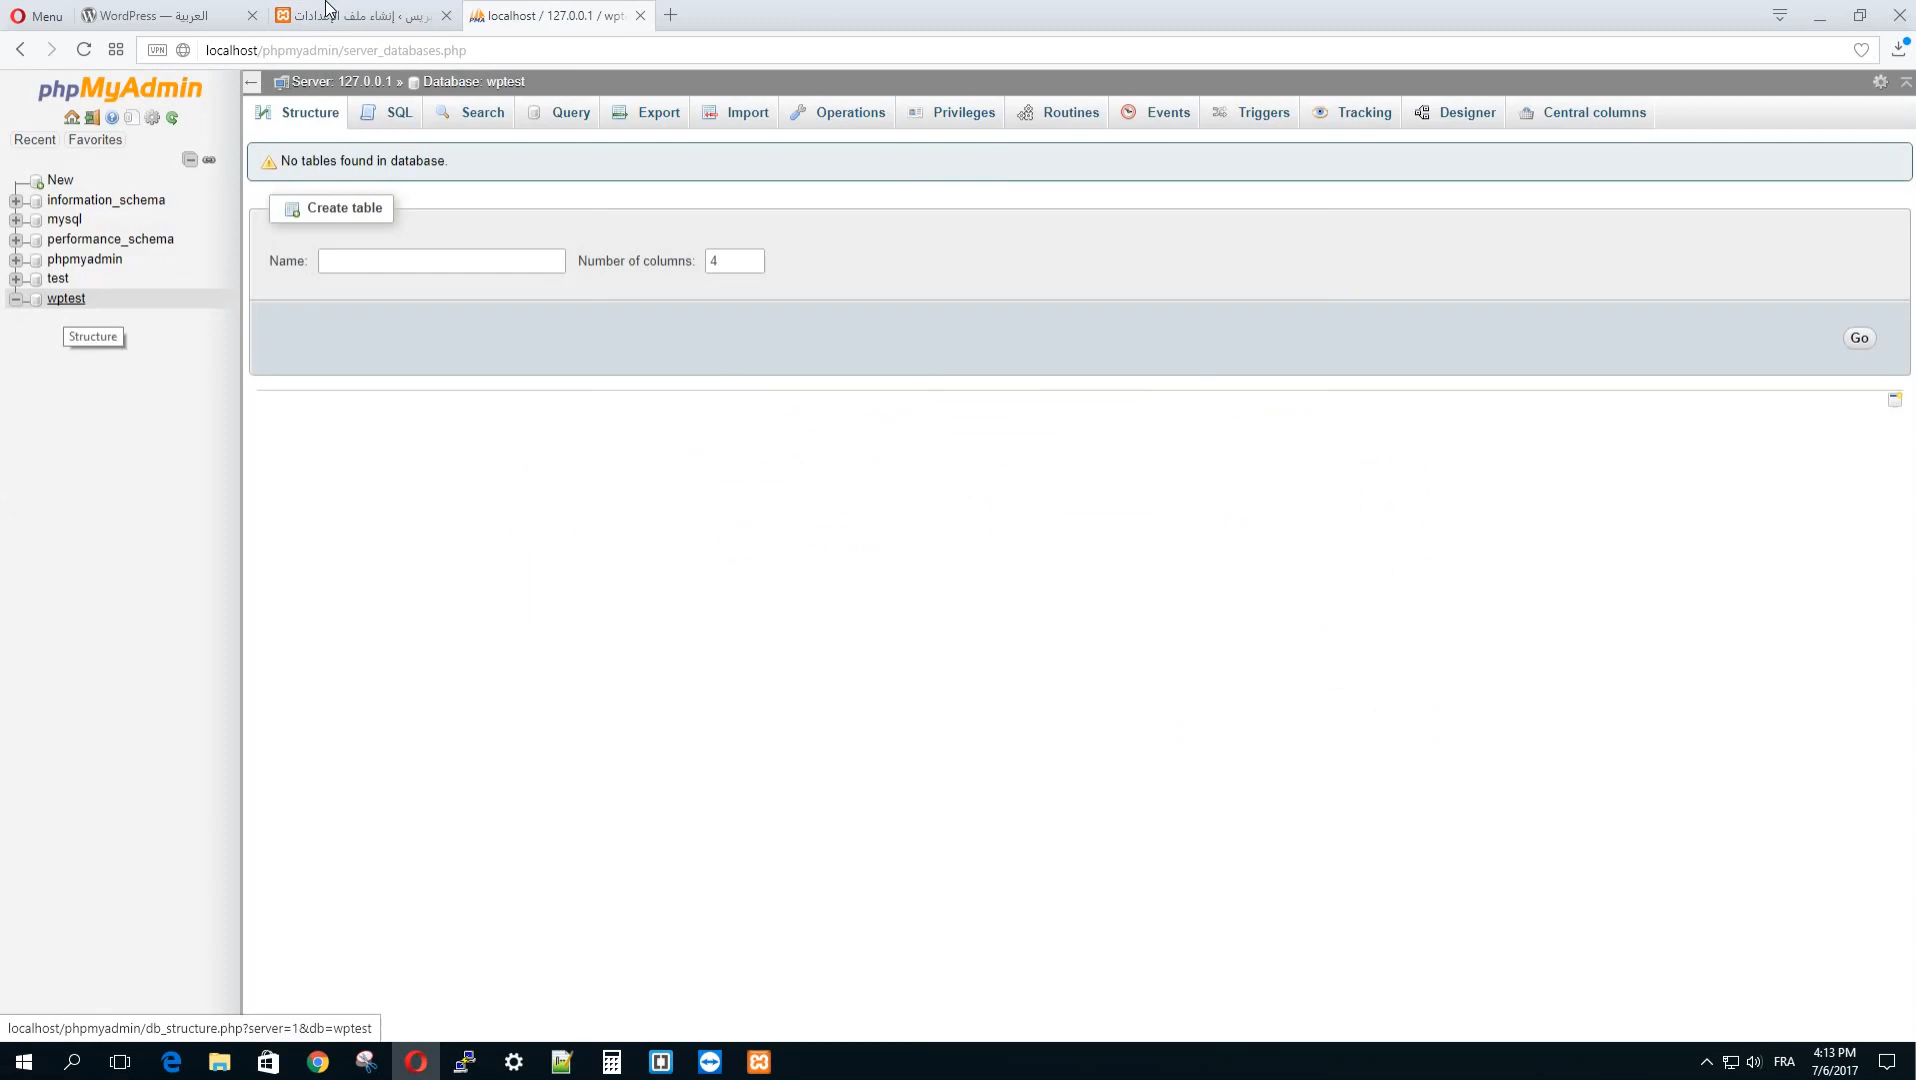 Menu
WordPress — العربية
ريس ‹ إنشاء ملف الإعدادات
localhost / 127.0.0.1 / wpt
VPN
localhost/phpmyadmin/server_databases.php
phpMyAdmin
Server: 127.0.0.1 » Database: wptest
Structure SQL Search Query Export Import Operations Privileges Routines Events Triggers Tracking Designer Central columns
Recent Favorites
New
information_schema
mysql
performance_schema
phpmyadmin
test
wptest
Structure
No tables found in database.
Create table
Name: Number of columns: 4
Go
localhost/phpmyadmin/db_structure.php?server=1&db=wptest
FRA
4:13 PM
7/6/2017